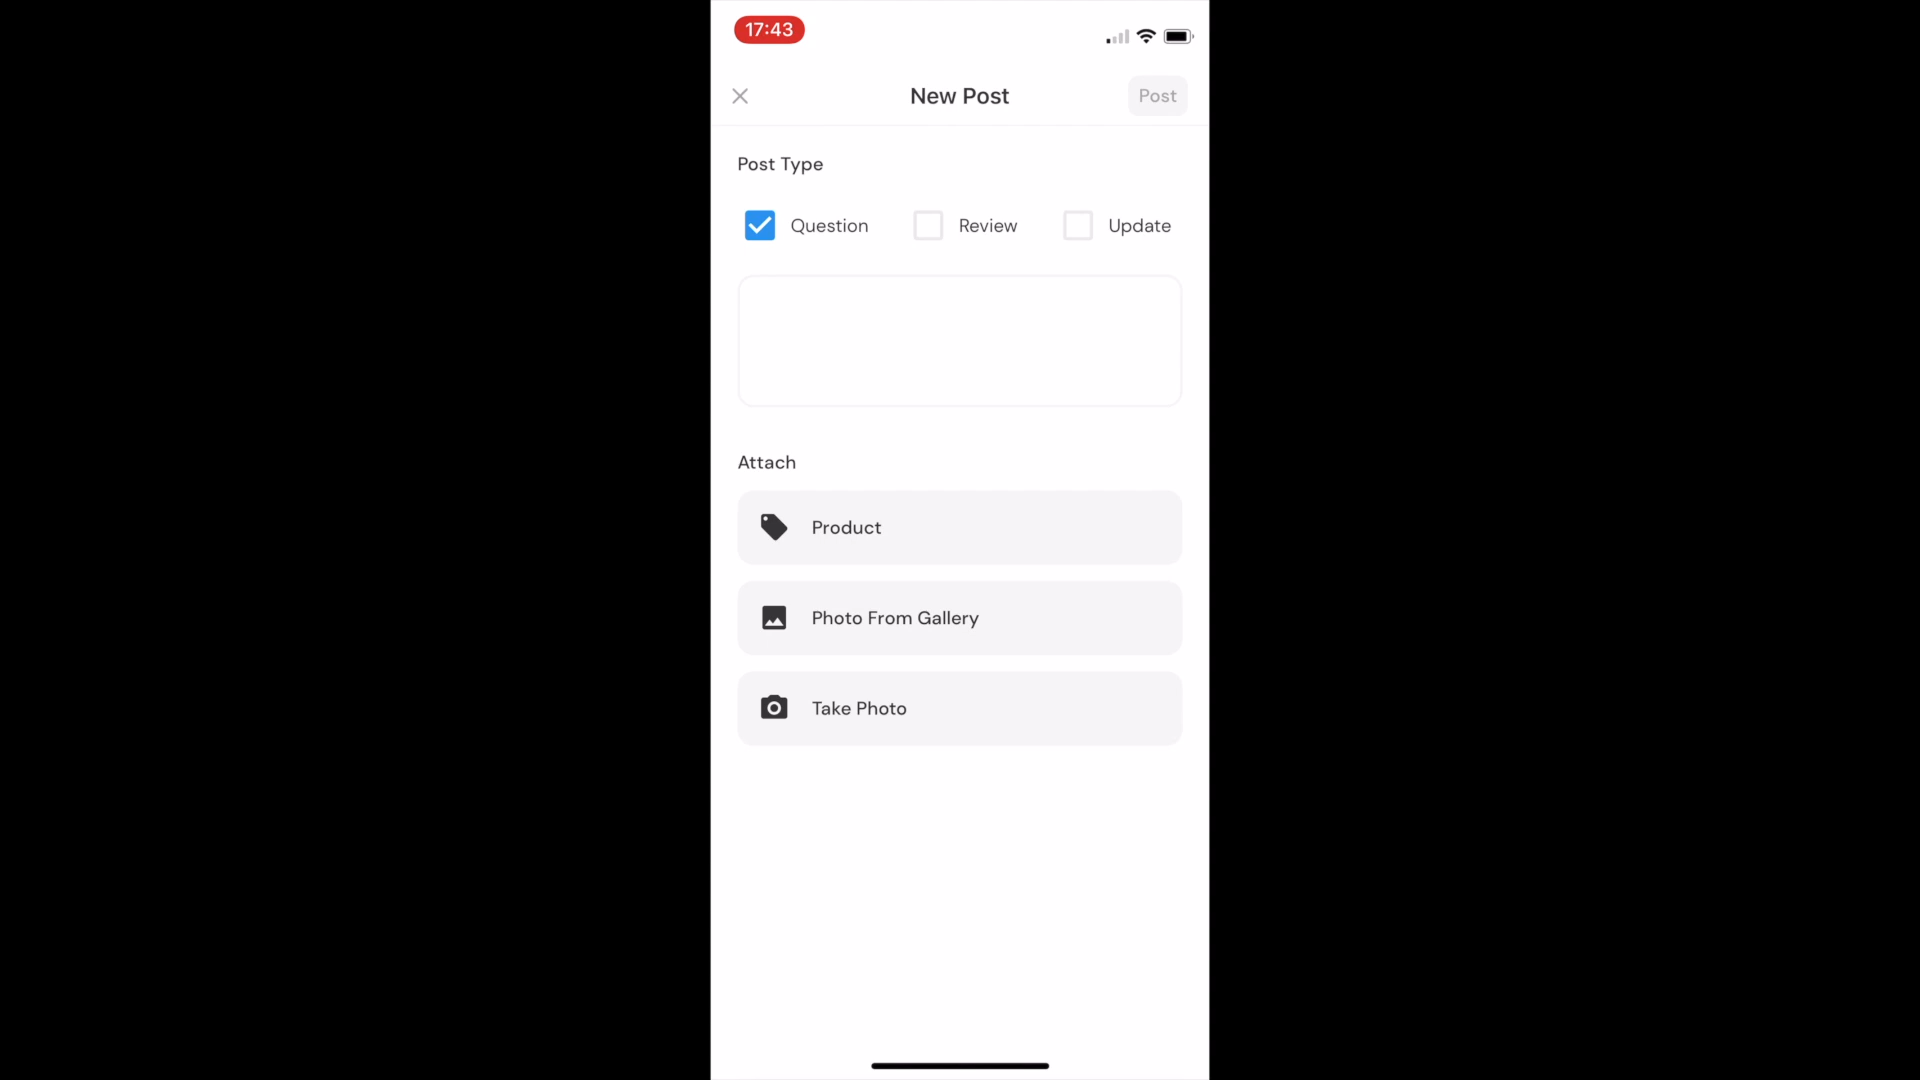 17:43
New Post
Post
Post Type
Question
Review
Update
Attach
Product
Photo From Gallery
Take Photo